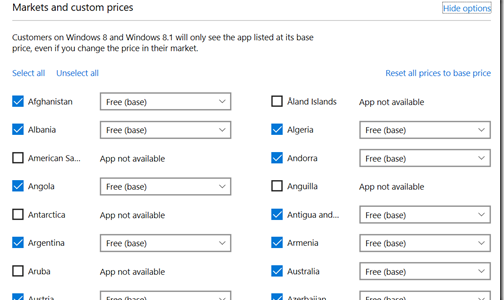 Markets and custom prices
Hide options
Customers on Windows 8 and Windows 8.1 will only see the app listed at its base
price, even if you change the price in their market.
Select all Unselect all Reset all prices to base price
Afghanistan Free (base) Åland Islands App not available
Albania Free (base) Algeria Free (base)
American Sa... App not available Andorra Free (base)
Angola Free (base) Anguilla App not available
Antarctica App not available Antigua and... Free (base)
Argentina Free (base) Armenia Free (base)
Aruba App not available Australia Free (base)
Austria Free (base) Azerbaijan Free (base)